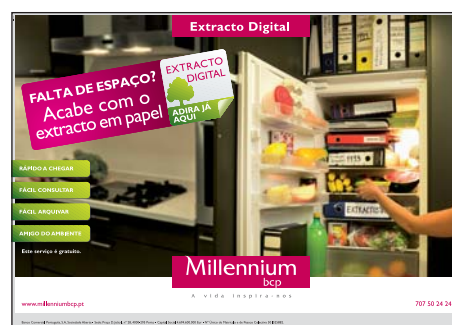 Extracto Digital
FALTA DE ESPAÇO?
Acabe com o
extracto em papel
EXTRACTO
DIGITAL
ADIRA JÁ
AQUI
1993
EXTRACTOS
RÁPIDO A CHEGAR
FÁCIL CONSULTAR
FÁCIL ARQUIVAR
AMIGO DO AMBIENTE
Este serviço é gratuito.
Millennium
bcp
A vida inspira-nos
www.millenniumbcp.pt
707 50 24 24